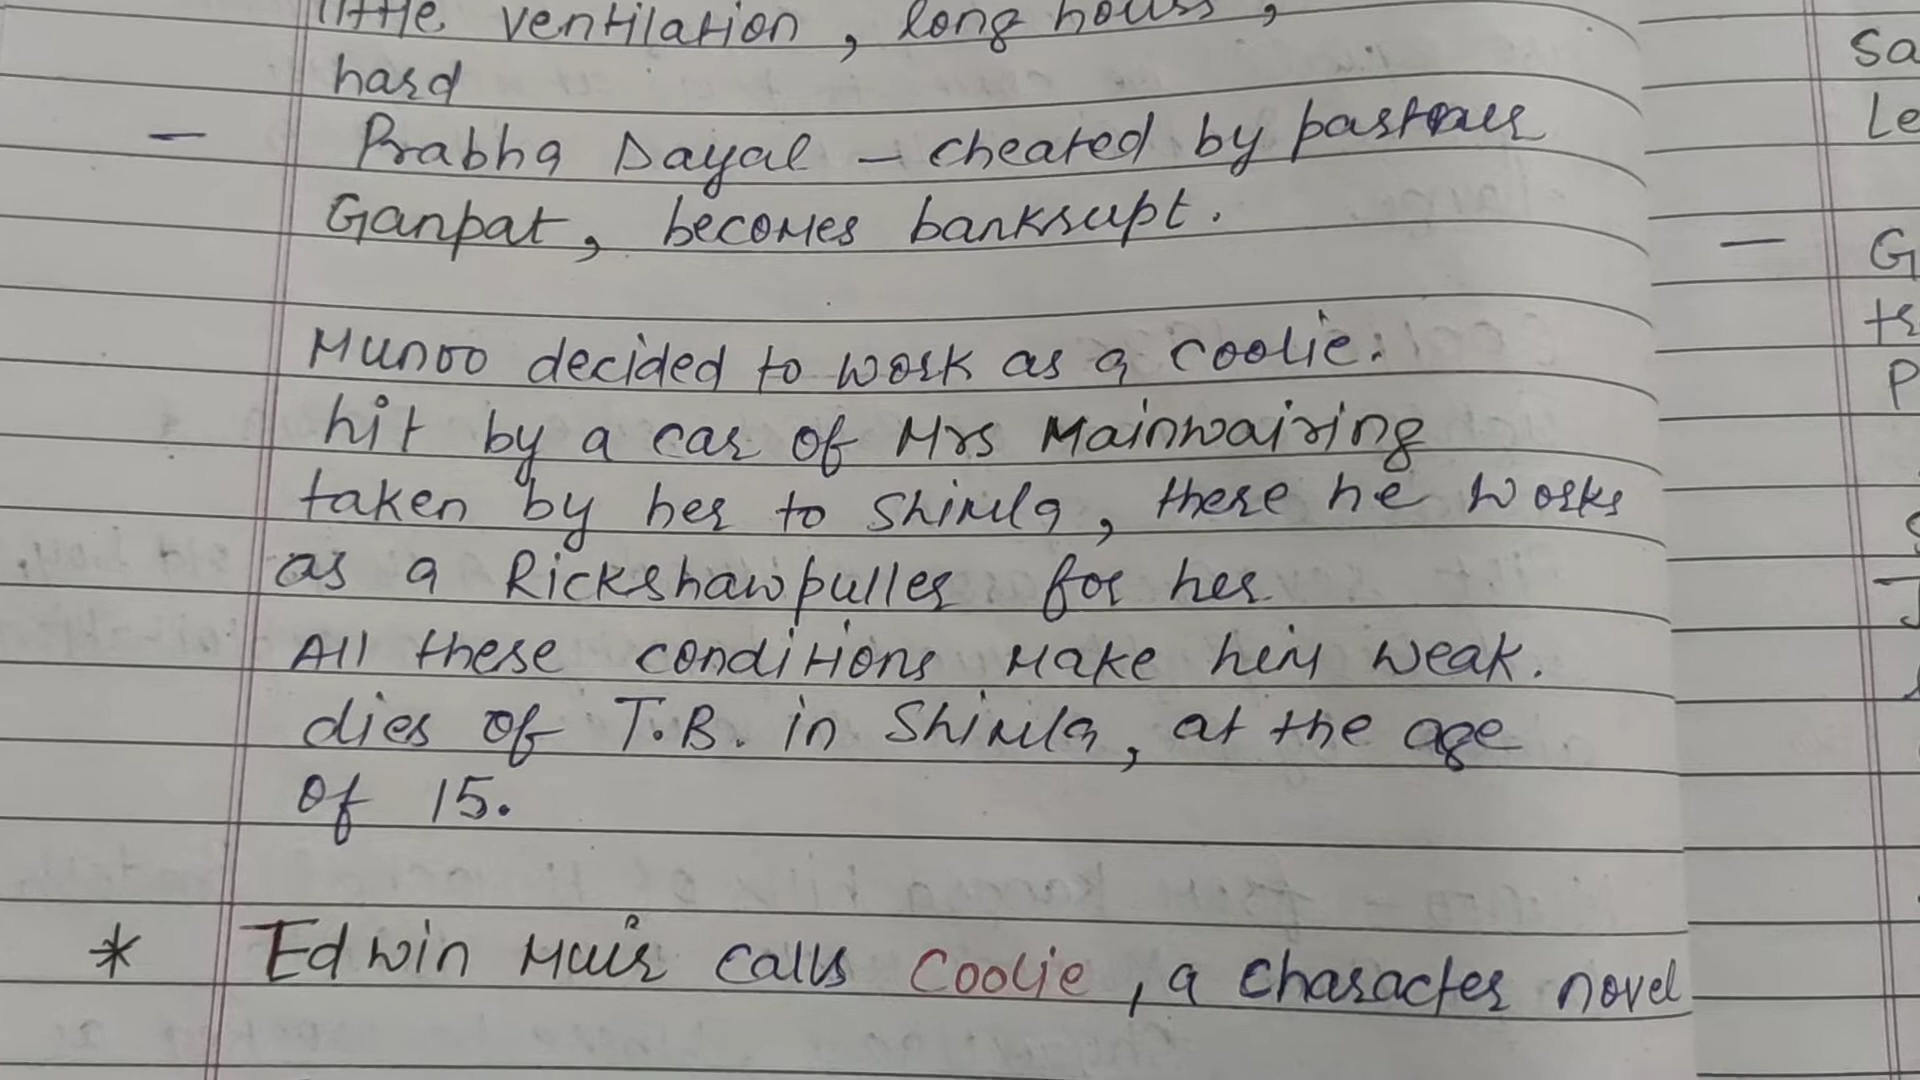 little ventilation, long hours,
hard
— Prabha Dayal — cheated by partner
Ganpat, becomes bankrupt.
Munoo decided to work as a coolie.
hit by a car of Mrs Mainwairing
taken by her to Shimla, there he works
as a Rickshawpuller for her
All these conditions make him weak.
dies of T.B. in Shimla, at the age
of 15.
* Edwin Muir calls Coolie, a character novel
Sa
Le
— G
tr
P